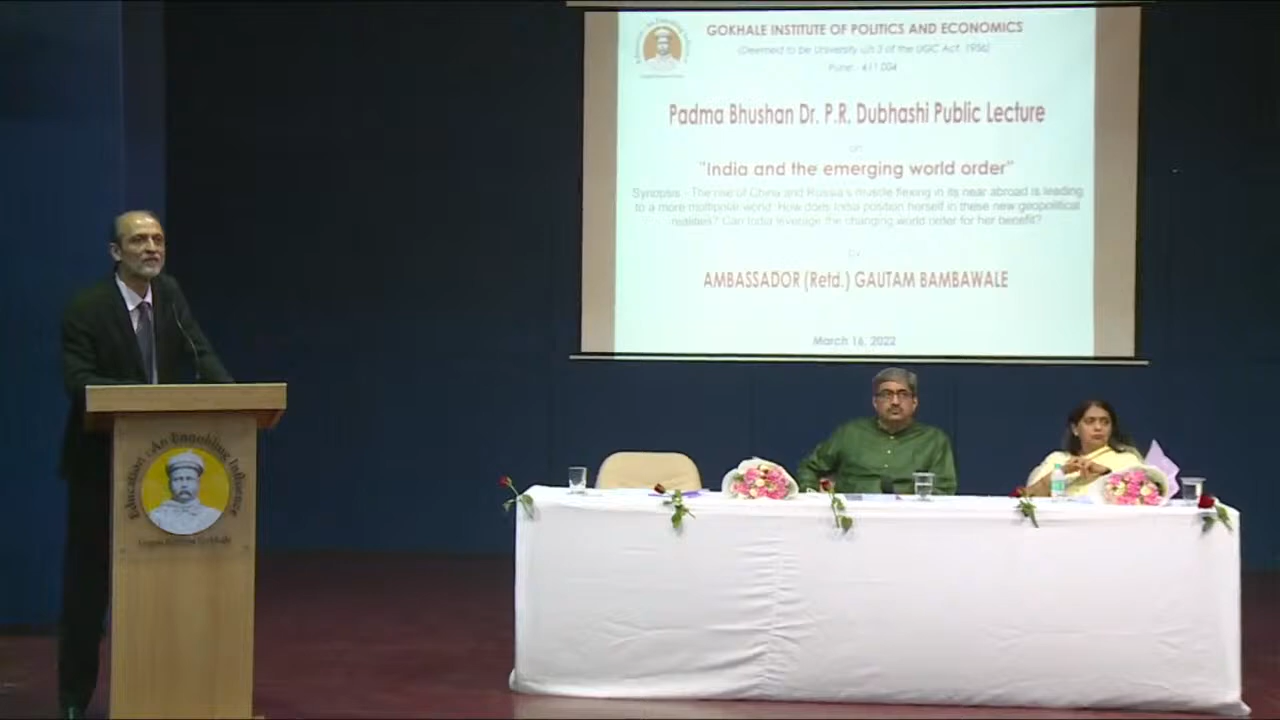 GOKHALE INSTITUTE OF POLITICS AND ECONOMICS
(Deemed to be University u/s 3 of the UGC Act, 1956)
Pune - 411 004
Padma Bhushan Dr. P.R. Dubhashi Public Lecture
on
"India and the emerging world order"
Synopsis - The rise of China and Russia's muscle flexing in its near abroad is leading
to a more multipolar world. How does India position herself in these new geopolitical
realities? Can India leverage the changing world order for her benefit?
by
AMBASSADOR (Retd.) GAUTAM BAMBAWALE
March 16, 2022
Education : An Ennobling Influence
Gopal Krishna Gokhale